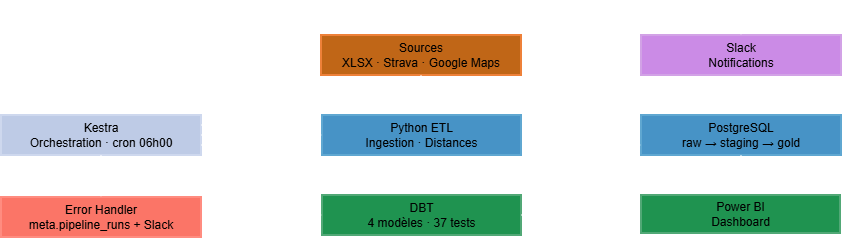 Sources
XLSX · Strava · Google Maps
Slack
Notifications
Kestra
Orchestration · cron 06h00
Python ETL
Ingestion · Distances
PostgreSQL
raw → staging → gold
Error Handler
meta.pipeline_runs + Slack
DBT
4 modèles · 37 tests
Power BI
Dashboard